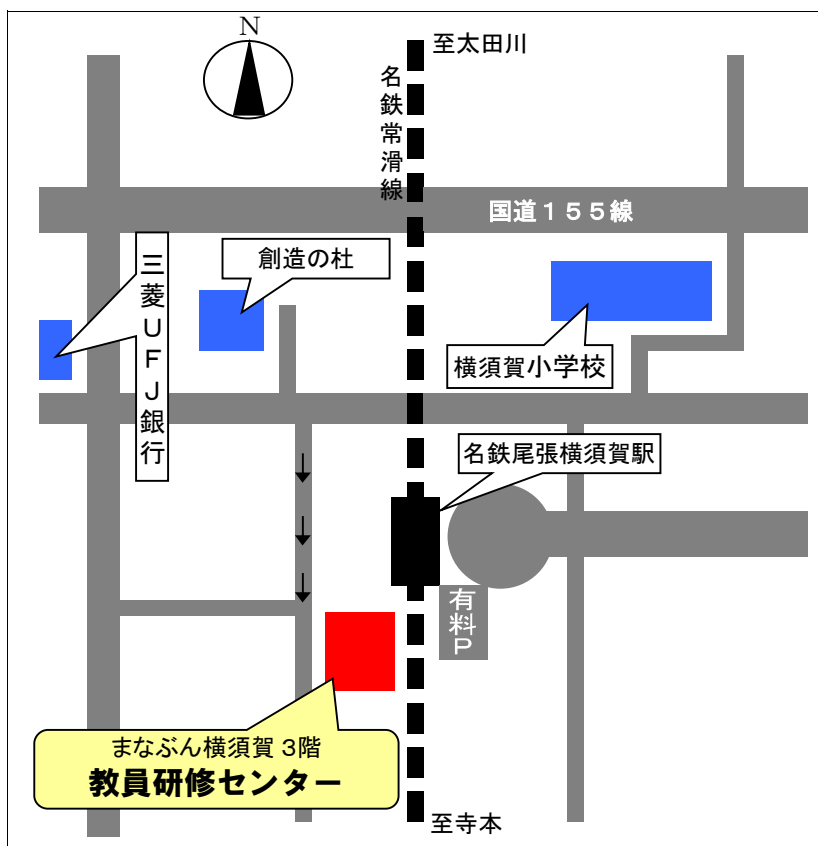 N
至太田川
名鉄常滑線
国道155線
創造の杜
三菱UFJ銀行
横須賀小学校
名鉄尾張横須賀駅
有料P
まなぶん横須賀 3階
教員研修センター
至寺本